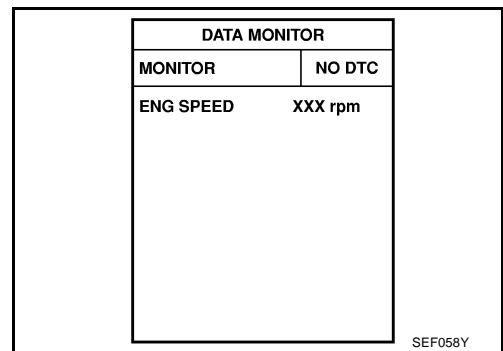 DATA MONITOR
MONITOR NO DTC
ENG SPEED XXX rpm
SEF058Y